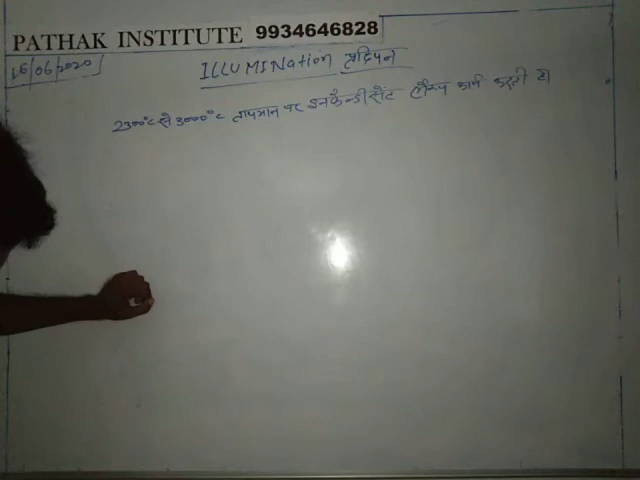 PATHAK INSTITUTE 9934646828
16/06/2020
ILLUMINation प्रदिपन
2300°C से 3000°C तापमान पर इनकैन्डीसेंट लैम्प कार्य करती है